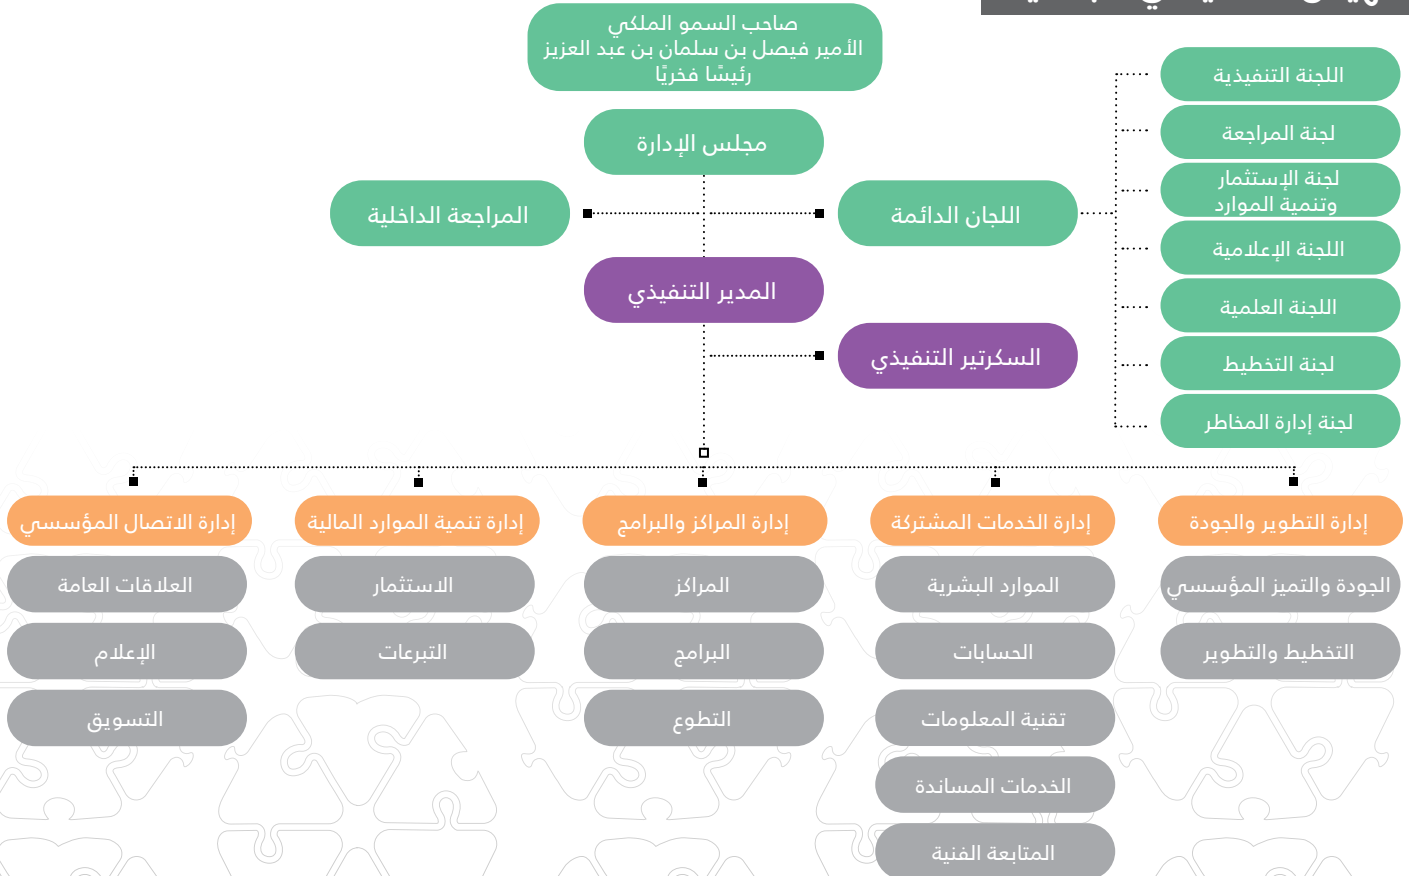 صاحب السمو الملكي
الأمير فيصل بن سلمان بن عبد العزيز
رئيسًا فخريًا
مجلس الإدارة
اللجان الدائمة
المراجعة الداخلية
اللجنة التنفيذية
لجنة المراجعة
لجنة الإستثمار
وتنمية الموارد
اللجنة الإعلامية
اللجنة العلمية
لجنة التخطيط
لجنة إدارة المخاطر
المدير التنفيذي
السكرتير التنفيذي
إدارة التطوير والجودة
الجودة والتميز المؤسسي
التخطيط والتطوير
إدارة الخدمات المشتركة
الموارد البشرية
الحسابات
تقنية المعلومات
الخدمات المساندة
المتابعة الفنية
إدارة المراكز والبرامج
المراكز
البرامج
التطوع
إدارة تنمية الموارد المالية
الاستثمار
التبرعات
إدارة الاتصال المؤسسي
العلاقات العامة
الإعلام
التسويق